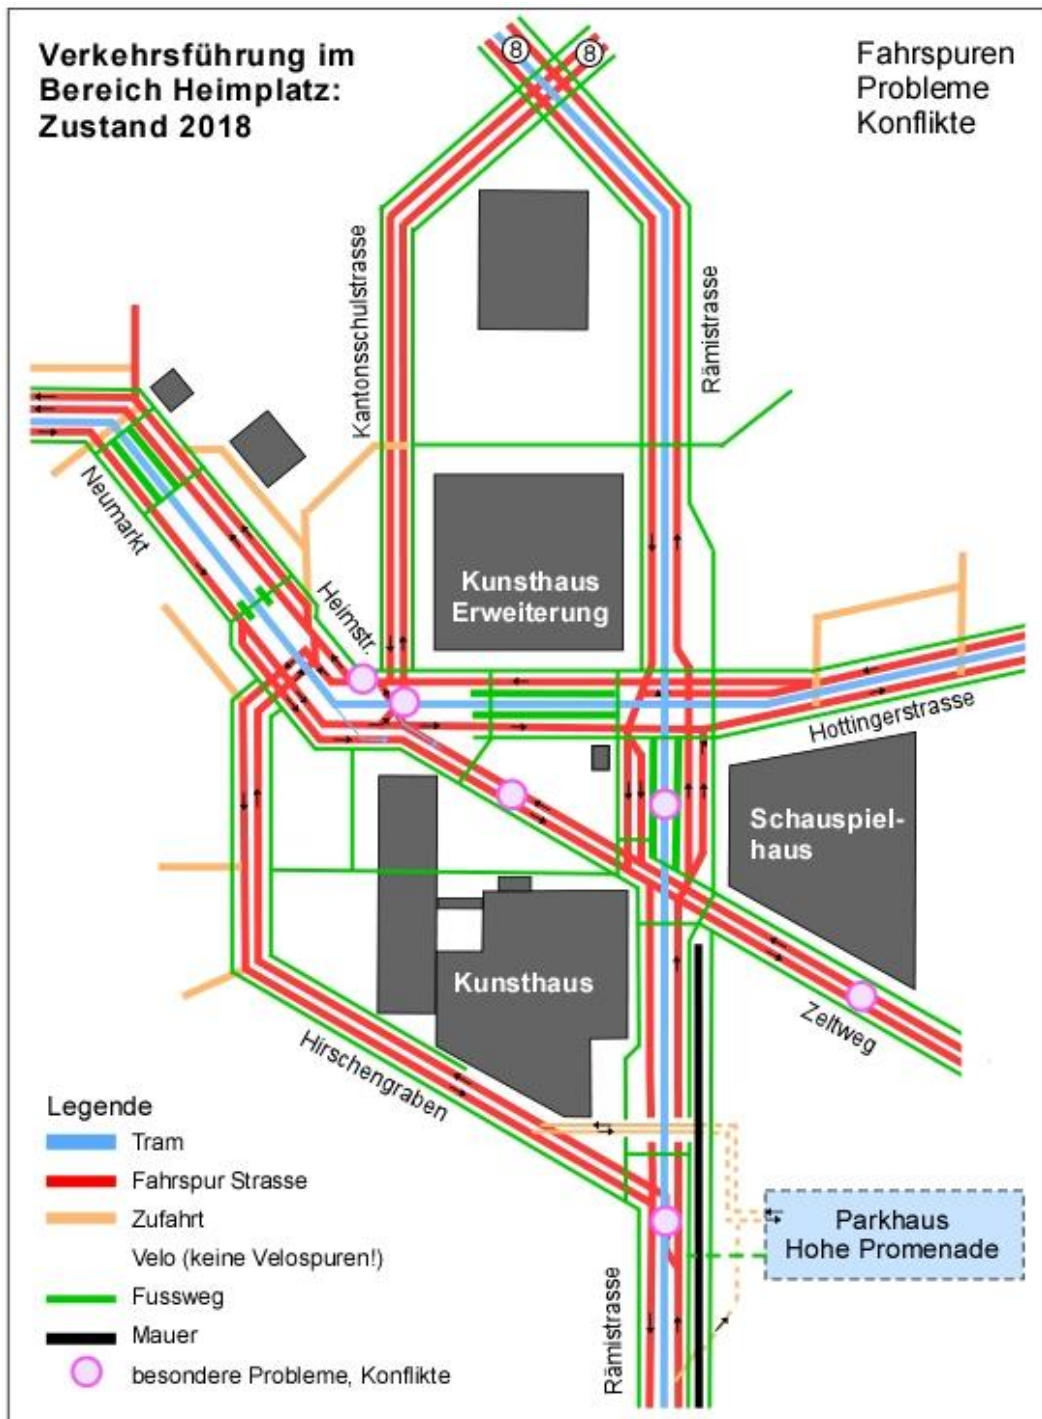 Verkehrsführung im
Bereich Heimplatz:
Zustand 2018
Fahrspuren
Probleme
Konflikte
8
8
Kantonsschulstrasse
Rämistrasse
Neumarkt
Heimstr.
Kunsthaus
Erweiterung
Hottingerstrasse
Schauspiel-
haus
Kunsthaus
Zeltweg
Hirschengraben
Legende
Tram
Fahrspur Strasse
Zufahrt
Velo (keine Velospuren!)
Fussweg
Mauer
besondere Probleme, Konflikte
Rämistrasse
Parkhaus
Hohe Promenade